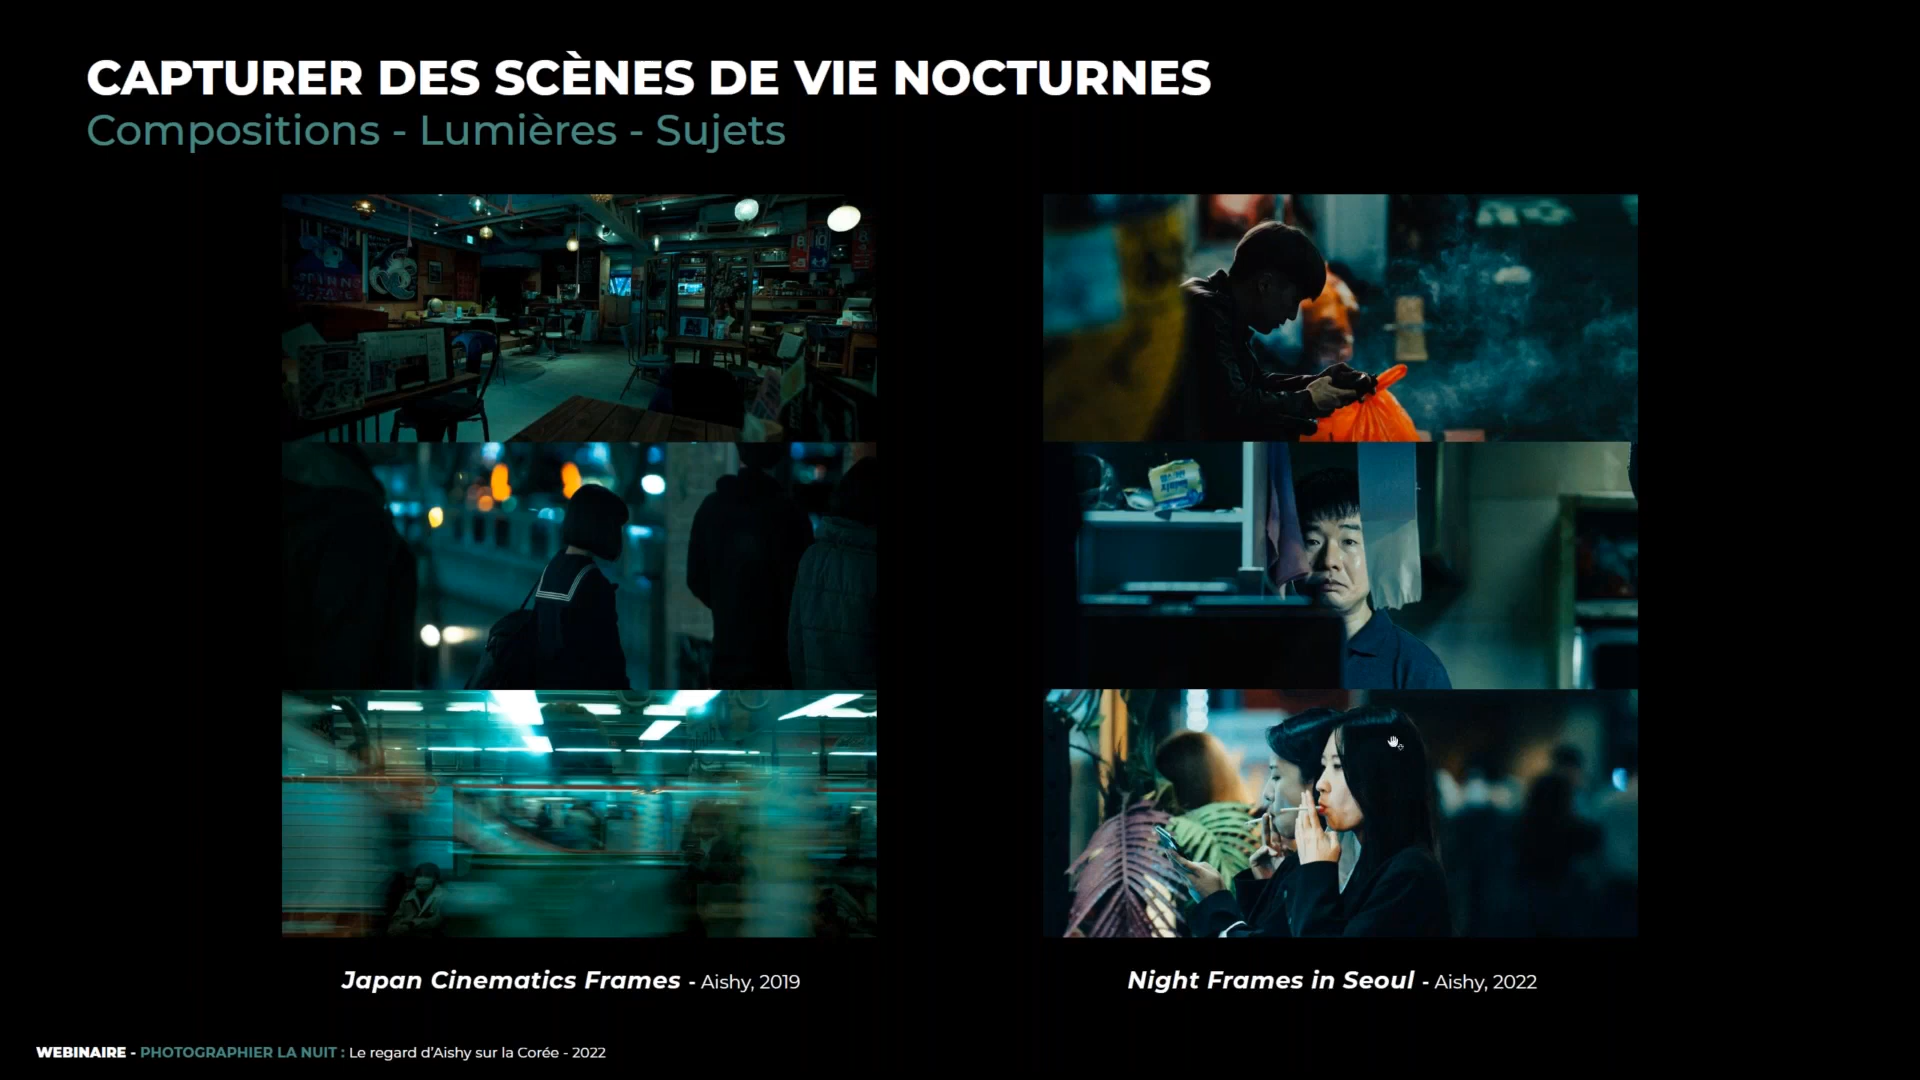 CAPTURER DES SCÈNES DE VIE NOCTURNES
Compositions - Lumières - Sujets
Japan Cinematics Frames - Aishy, 2019
Night Frames in Seoul - Aishy, 2022
WEBINAIRE - PHOTOGRAPHIER LA NUIT : Le regard d'Aishy sur la Corée - 2022